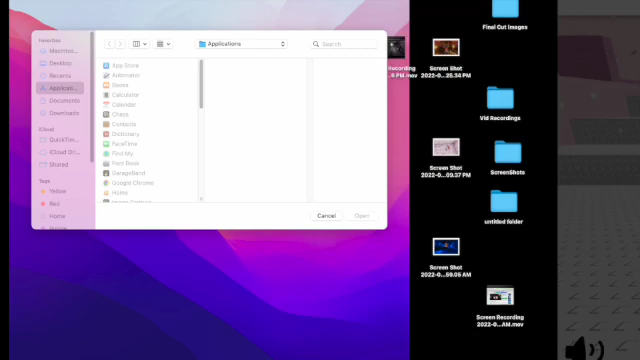 Favorites
Macintos...
Desktop
Recents
Applicati...
Documents
Downloads
iCloud
QuickTim...
iCloud Dri...
Shared
Tags
Yellow
Red
Home
Applications
Search
App Store
Automator
Books
Calculator
Calendar
Chess
Contacts
Dictionary
FaceTime
Find My
Font Book
GarageBand
Google Chrome
Home
Image Capture
Cancel
Open
Recording
...8 PM.mov
Final Cut Images
Screen Shot
2022-0...25.34 PM
Vid Recordings
Screen Shot
2022-0...09.37 PM
ScreenShots
untitled folder
Screen Shot
2022-0...59.05 AM
Screen Recording
2022-0...AM.mov